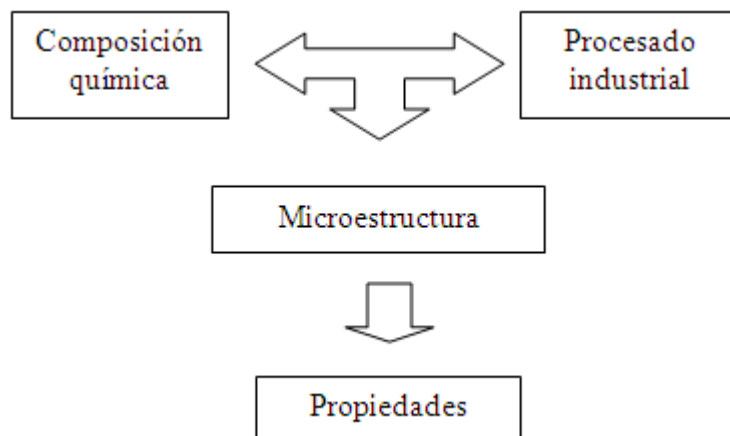 Composición
química
Procesado
industrial
Microestructura
Propiedades